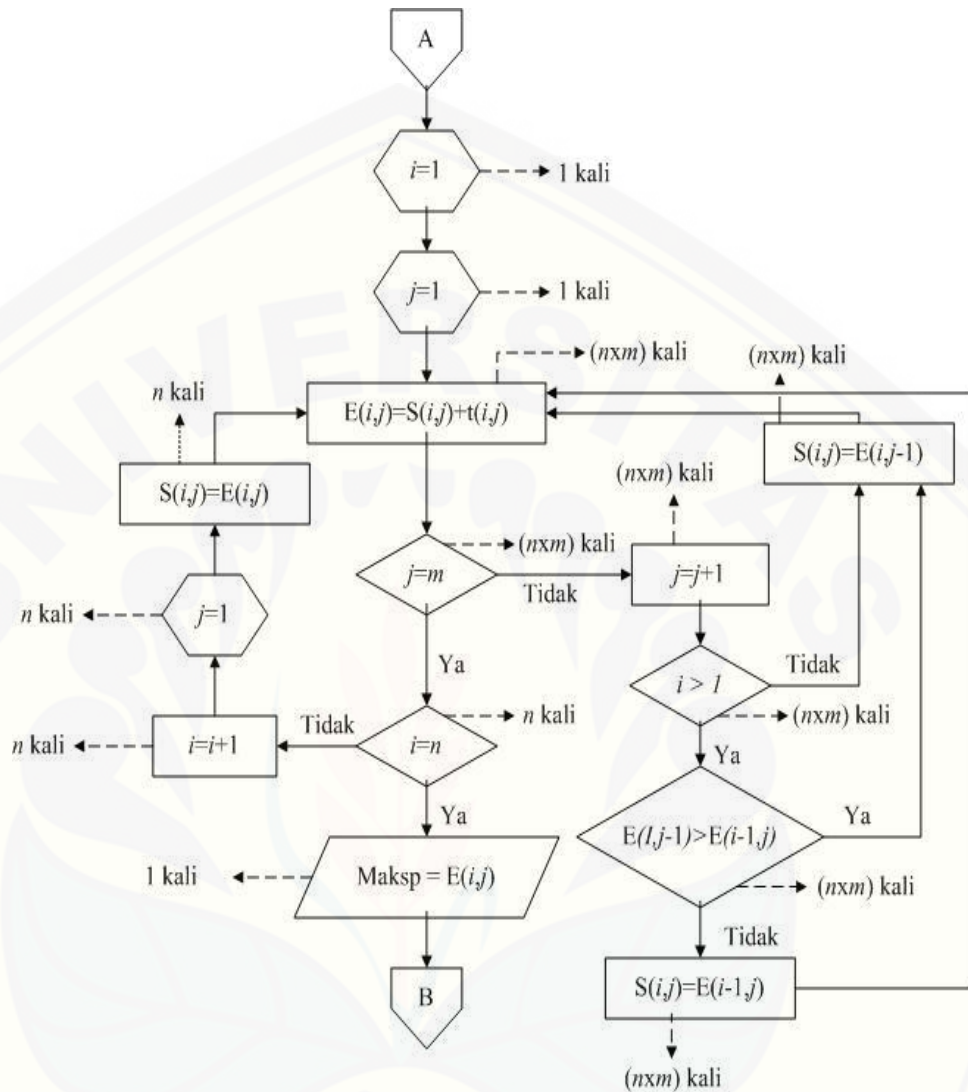 A
i=1
1 kali
j=1
1 kali
(nxm) kali
(nxm) kali
n kali
E(i,j)=S(i,j)+t(i,j)
S(i,j)=E(i,j-1)
S(i,j)=E(i,j)
(nxm) kali
(nxm) kali
j=m
Tidak
j=j+1
n kali
j=1
Ya
i > 1
Tidak
(nxm) kali
n kali
i=i+1
Tidak
i=n
n kali
Ya
Ya
E(I,j-1)>E(i-1,j)
Ya
1 kali
Maksp = E(i,j)
(nxm) kali
Tidak
B
S(i,j)=E(i-1,j)
(nxm) kali
UNIVERSITAS